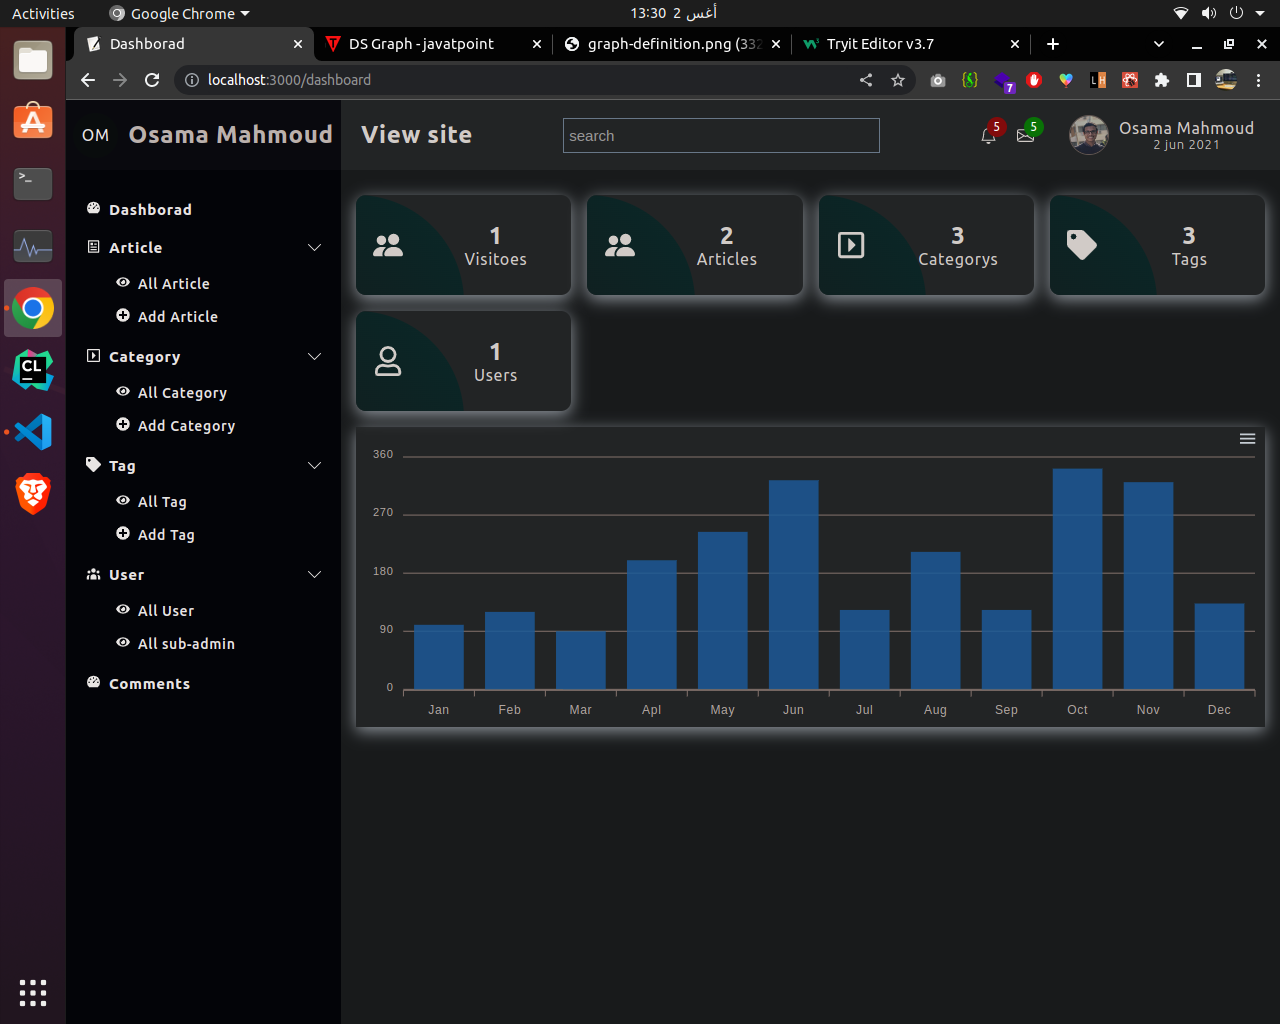 Activities
Google Chrome
13:30 2 أغس
Dashborad
DS Graph - javatpoint
graph-definition.png (332
Tryit Editor v3.7
localhost:3000/dashboard
7
L H
OM
Osama Mahmoud
View site
search
5
5
Osama Mahmoud
2 jun 2021
Dashborad
Article
All Article
Add Article
Category
All Category
Add Category
Tag
All Tag
Add Tag
User
All User
All sub-admin
Comments
1
Visitoes
2
Articles
3
Categorys
3
Tags
1
Users
360
270
180
90
0
Jan
Feb
Mar
Apl
May
Jun
Jul
Aug
Sep
Oct
Nov
Dec
CL
>_